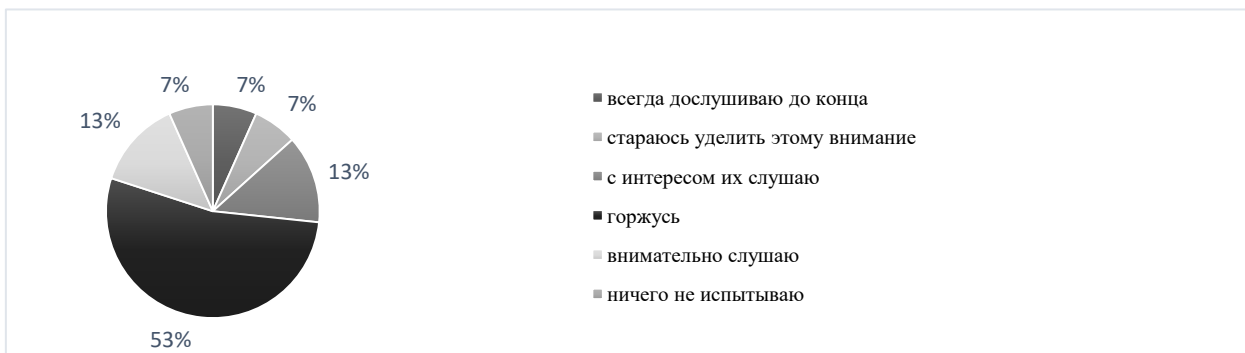 7%
7%
7%
13%
13%
53%
всегда дослушиваю до конца
стараюсь уделить этому внимание
с интересом их слушаю
горжусь
внимательно слушаю
ничего не испытываю